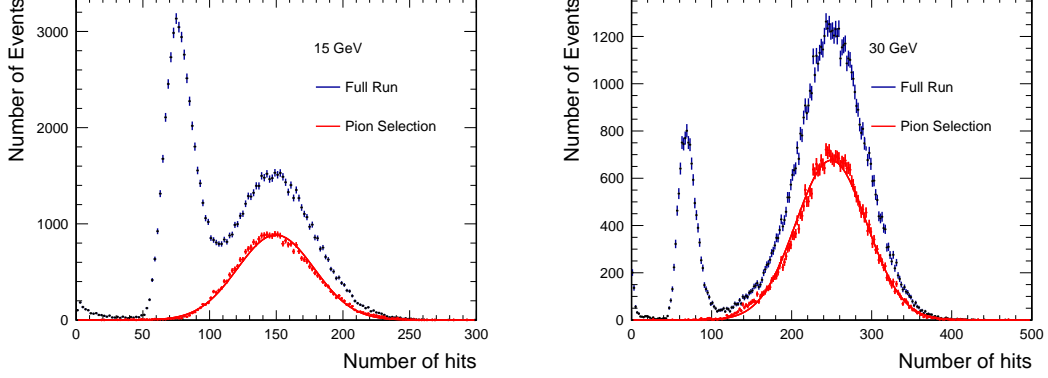 Number of Events
3000
2000
1000
0
15 GeV
Full Run
Pion Selection
0 50 100 150 200 250 300
Number of hits
Number of Events
1200
1000
800
600
400
200
0
30 GeV
Full Run
Pion Selection
0 100 200 300 400 500
Number of hits